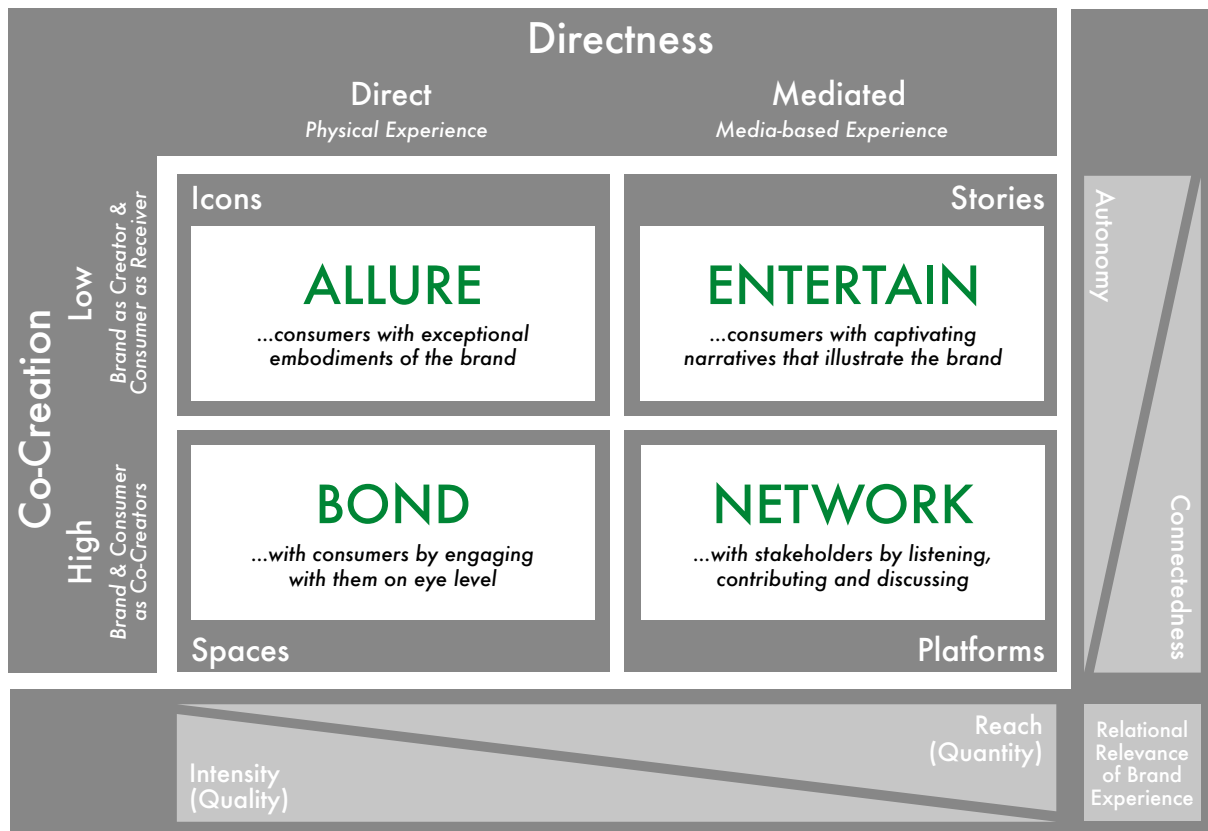 Directness
Direct
Physical Experience
Mediated
Media-based Experience
Co-Creation
Low
Brand as Creator &
Consumer as Receiver
High
Brand & Consumer
as Co-Creators
Icons
ALLURE
...consumers with exceptional
embodiments of the brand
Stories
ENTERTAIN
...consumers with captivating
narratives that illustrate the brand
BOND
...with consumers by engaging
with them on eye level
Spaces
NETWORK
...with stakeholders by listening,
contributing and discussing
Platforms
Autonomy
Connectedness
Intensity
(Quality)
Reach
(Quantity)
Relational
Relevance
of Brand
Experience